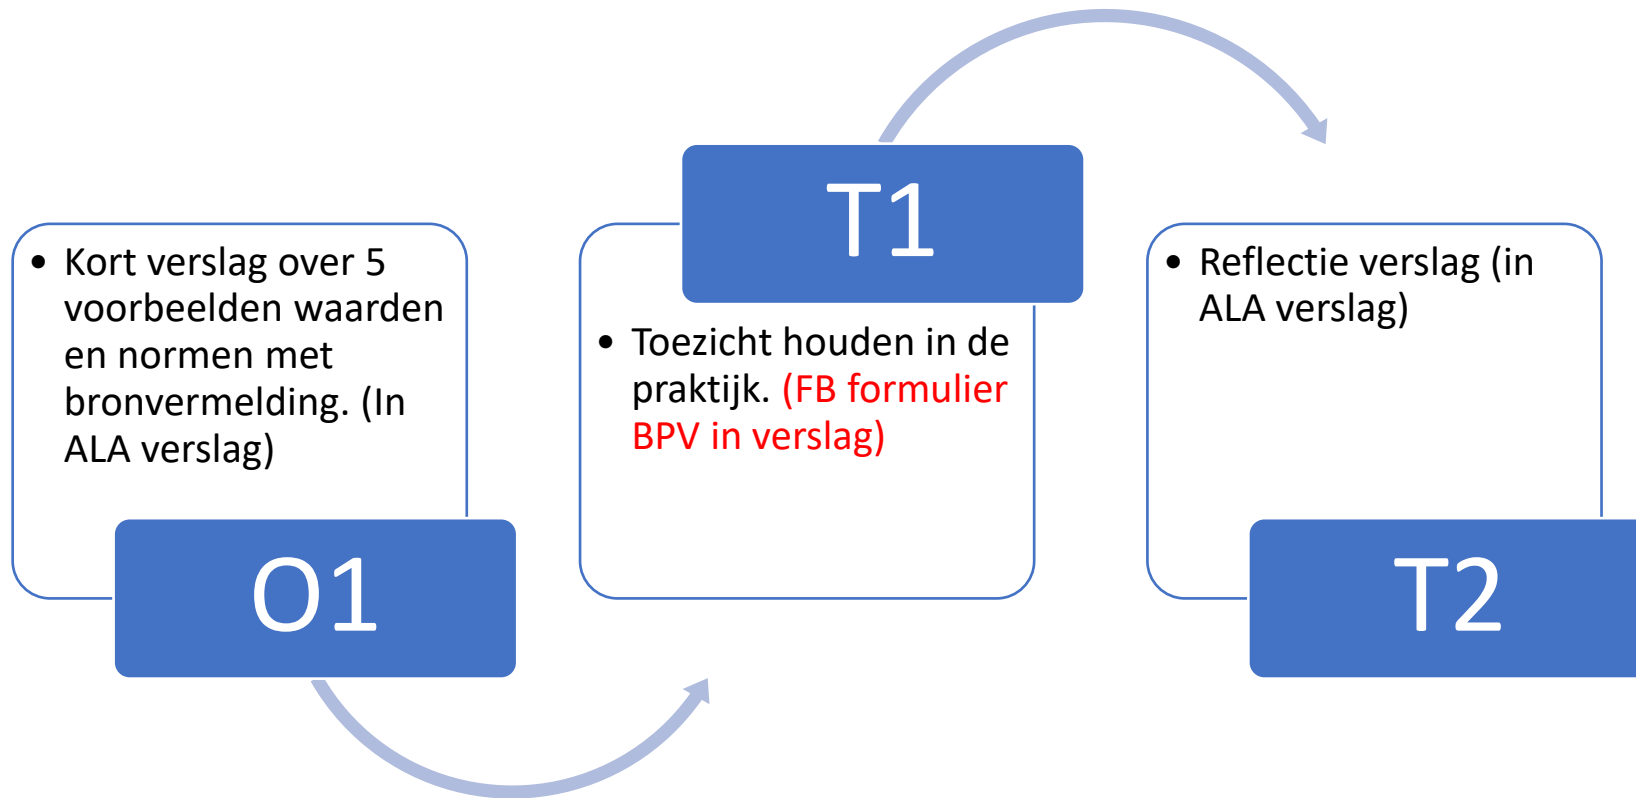 • Kort verslag over 5
voorbeelden waarden
en normen met
bronvermelding. (In
ALA verslag)
O1
T1
• Toezicht houden in de
praktijk. (FB formulier
BPV in verslag)
• Reflectie verslag (in
ALA verslag)
T2